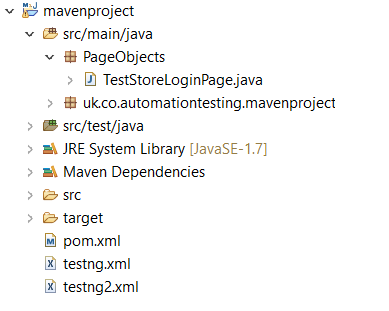 mavenproject
src/main/java
PageObjects
TestStoreLoginPage.java
uk.co.automationtesting.mavenproject
src/test/java
JRE System Library [JavaSE-1.7]
Maven Dependencies
src
target
pom.xml
testng.xml
testng2.xml